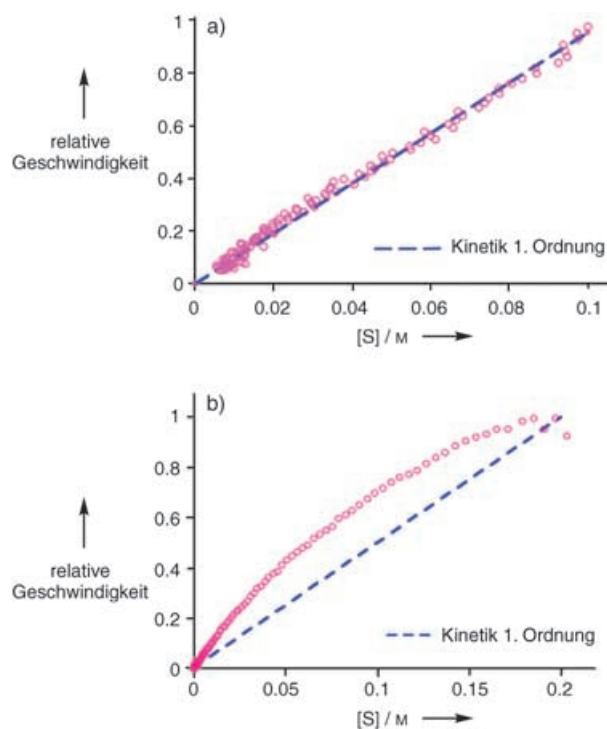 a)
1
0.8
0.6
0.4
0.2
0
relative
Geschwindigkeit
Kinetik 1. Ordnung
0
0.02
0.04
0.06
0.08
0.1
[S] / M
b)
1
0.8
0.6
0.4
0.2
0
relative
Geschwindigkeit
Kinetik 1. Ordnung
0
0.05
0.1
0.15
0.2
[S] / M